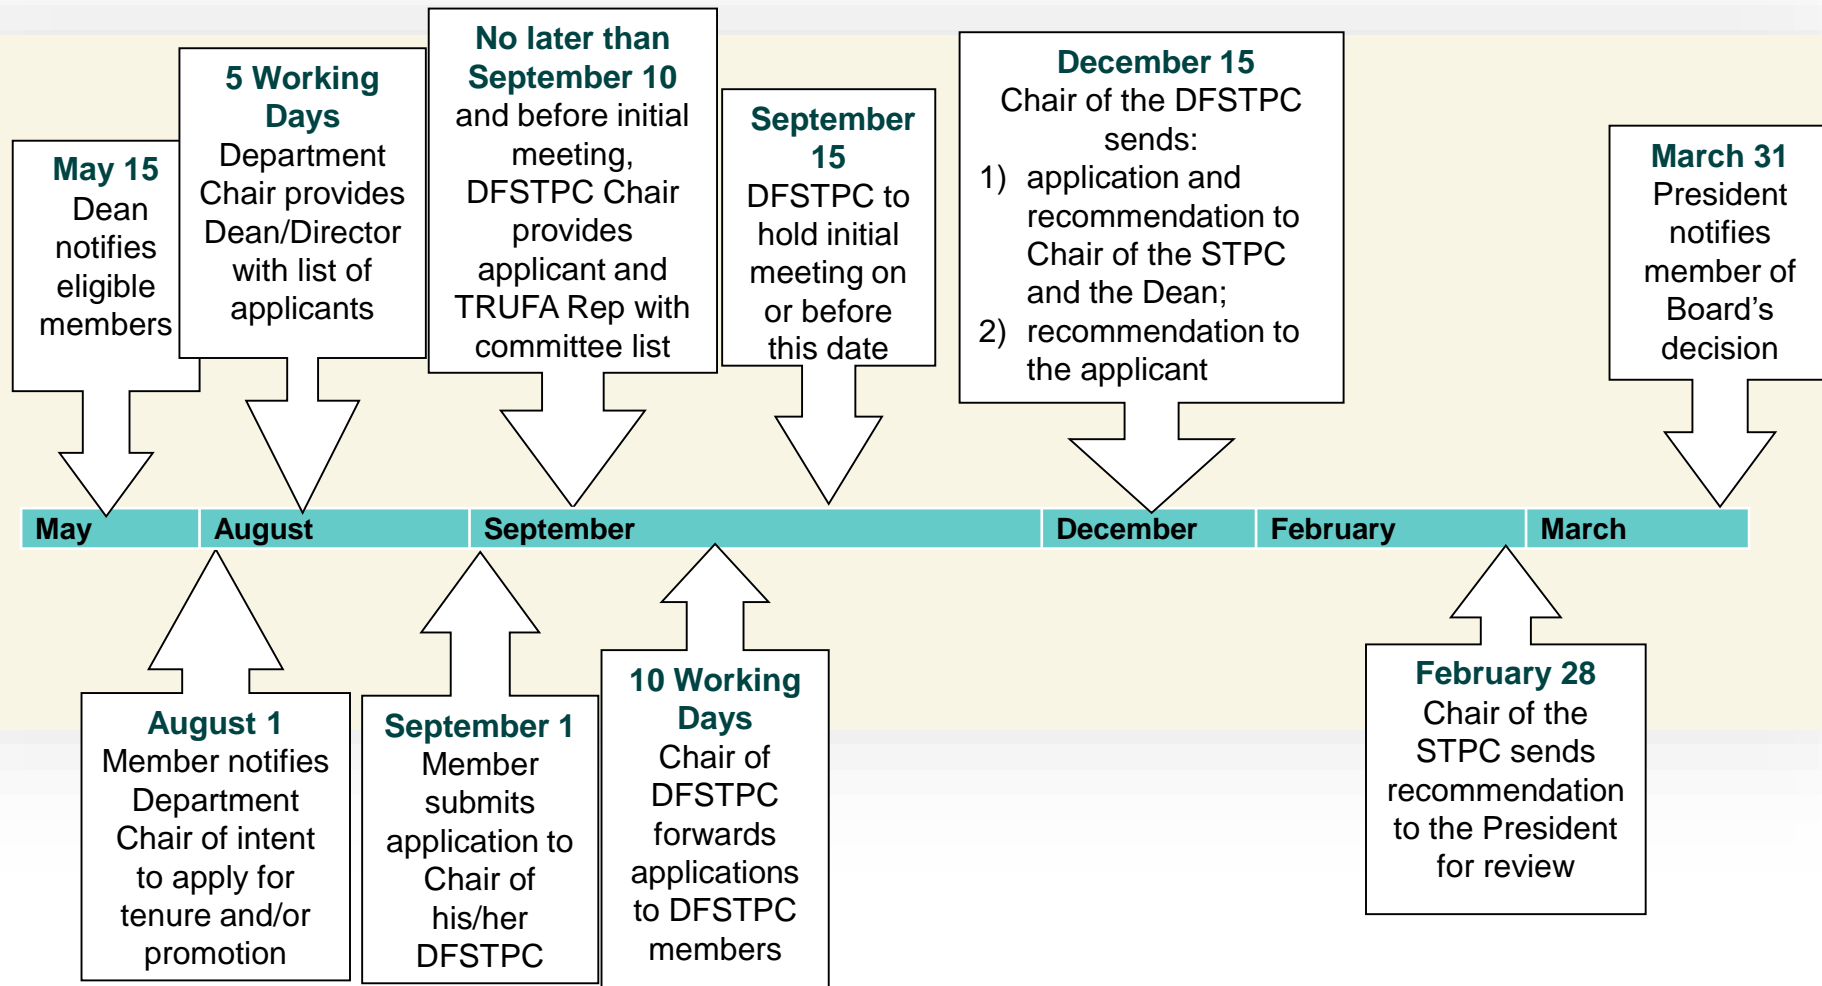 May 15
Dean
notifies
eligible
members
5 Working
Days
Department
Chair provides
Dean/Director
with list of
applicants
No later than
September 10
and before initial
meeting,
DFSTPC Chair
provides
applicant and
TRUFA Rep with
committee list
September
15
DFSTPC to
hold initial
meeting on
or before
this date
December 15
Chair of the DFSTPC
sends:
1) application and
recommendation to
Chair of the STPC
and the Dean;
2) recommendation to
the applicant
March 31
President
notifies
member of
Board’s
decision
May
August
September
December
February
March
August 1
Member notifies
Department
Chair of intent
to apply for
tenure and/or
promotion
September 1
Member
submits
application to
Chair of
his/her
DFSTPC
10 Working
Days
Chair of
DFSTPC
forwards
applications
to DFSTPC
members
February 28
Chair of the
STPC sends
recommendation
to the President
for review